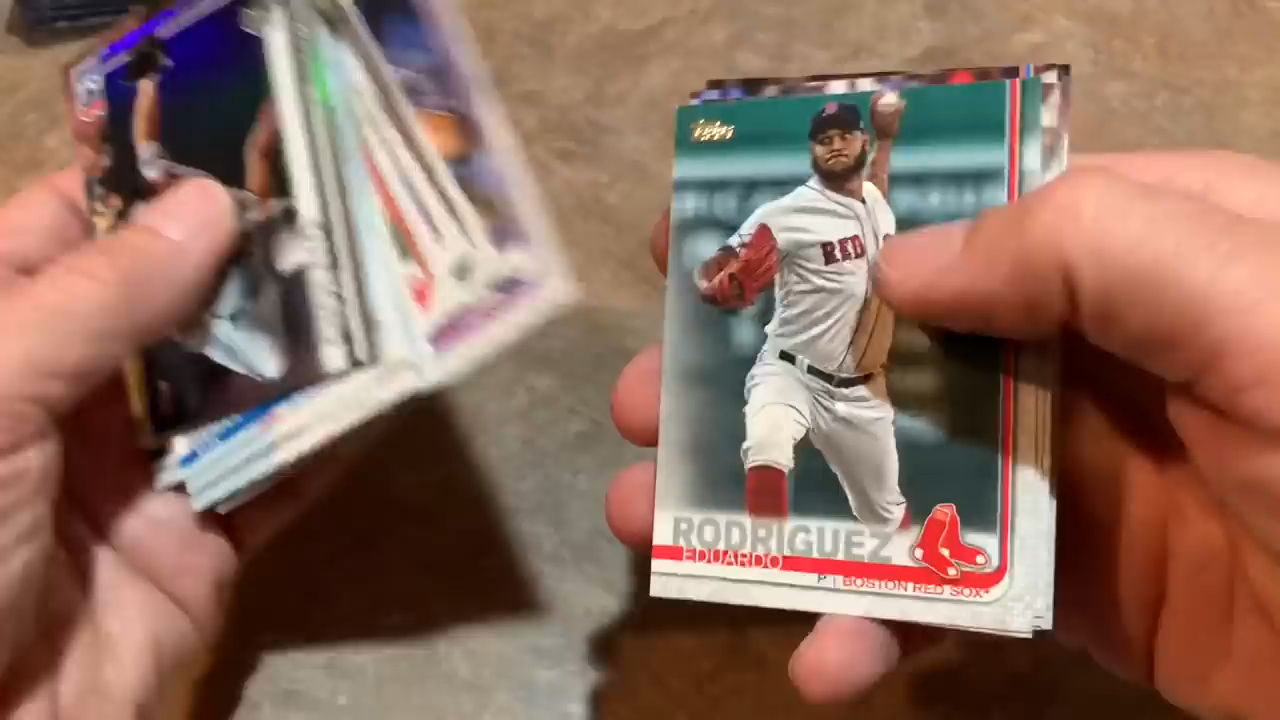 Topps
RED
RODRIGUEZ
EDUARDO
P | BOSTON RED SOX